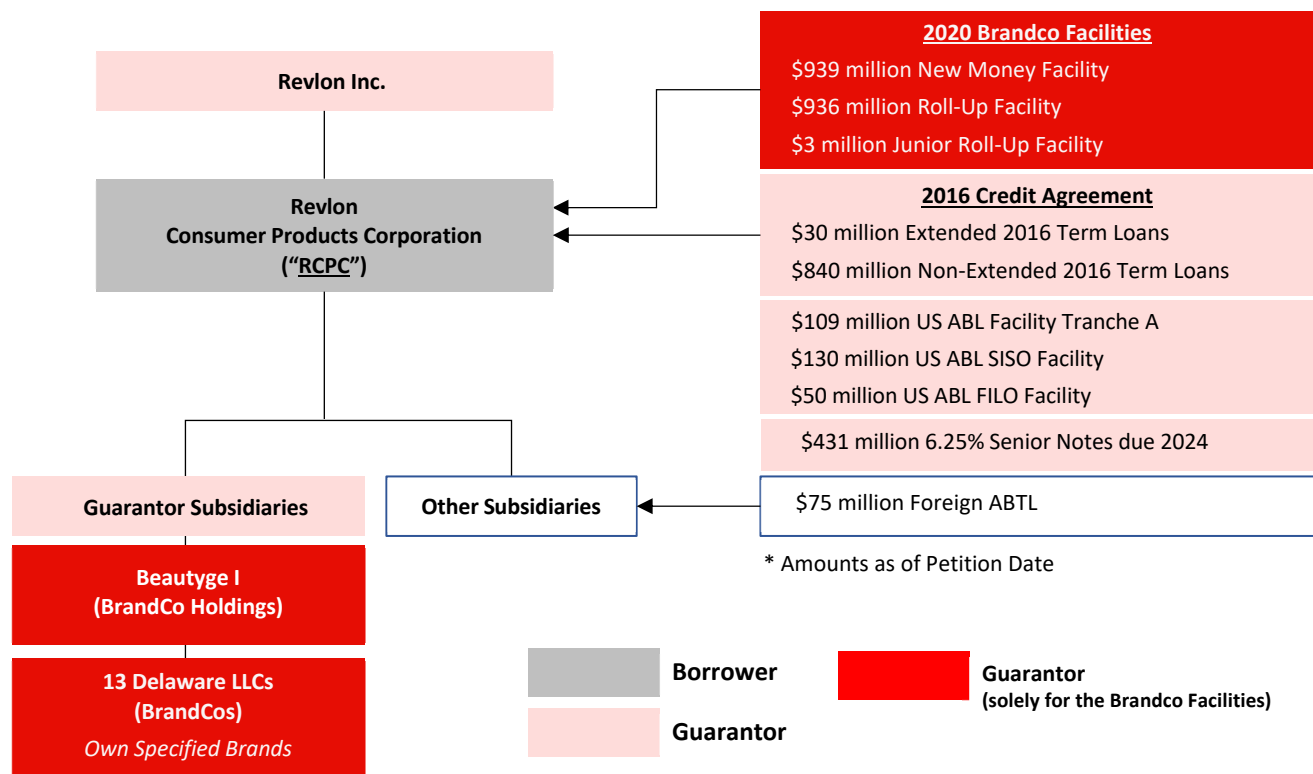 Revlon Inc.
Revlon
Consumer Products Corporation
(“RCPC”)
Guarantor Subsidiaries
Other Subsidiaries
Beautyge I
(BrandCo Holdings)
13 Delaware LLCs
(BrandCos)
Own Specified Brands
2020 Brandco Facilities
$939 million New Money Facility
$936 million Roll-Up Facility
$3 million Junior Roll-Up Facility
2016 Credit Agreement
$30 million Extended 2016 Term Loans
$840 million Non-Extended 2016 Term Loans
$109 million US ABL Facility Tranche A
$130 million US ABL SISO Facility
$50 million US ABL FILO Facility
$431 million 6.25% Senior Notes due 2024
$75 million Foreign ABTL
* Amounts as of Petition Date
Borrower
Guarantor
Guarantor
(solely for the Brandco Facilities)